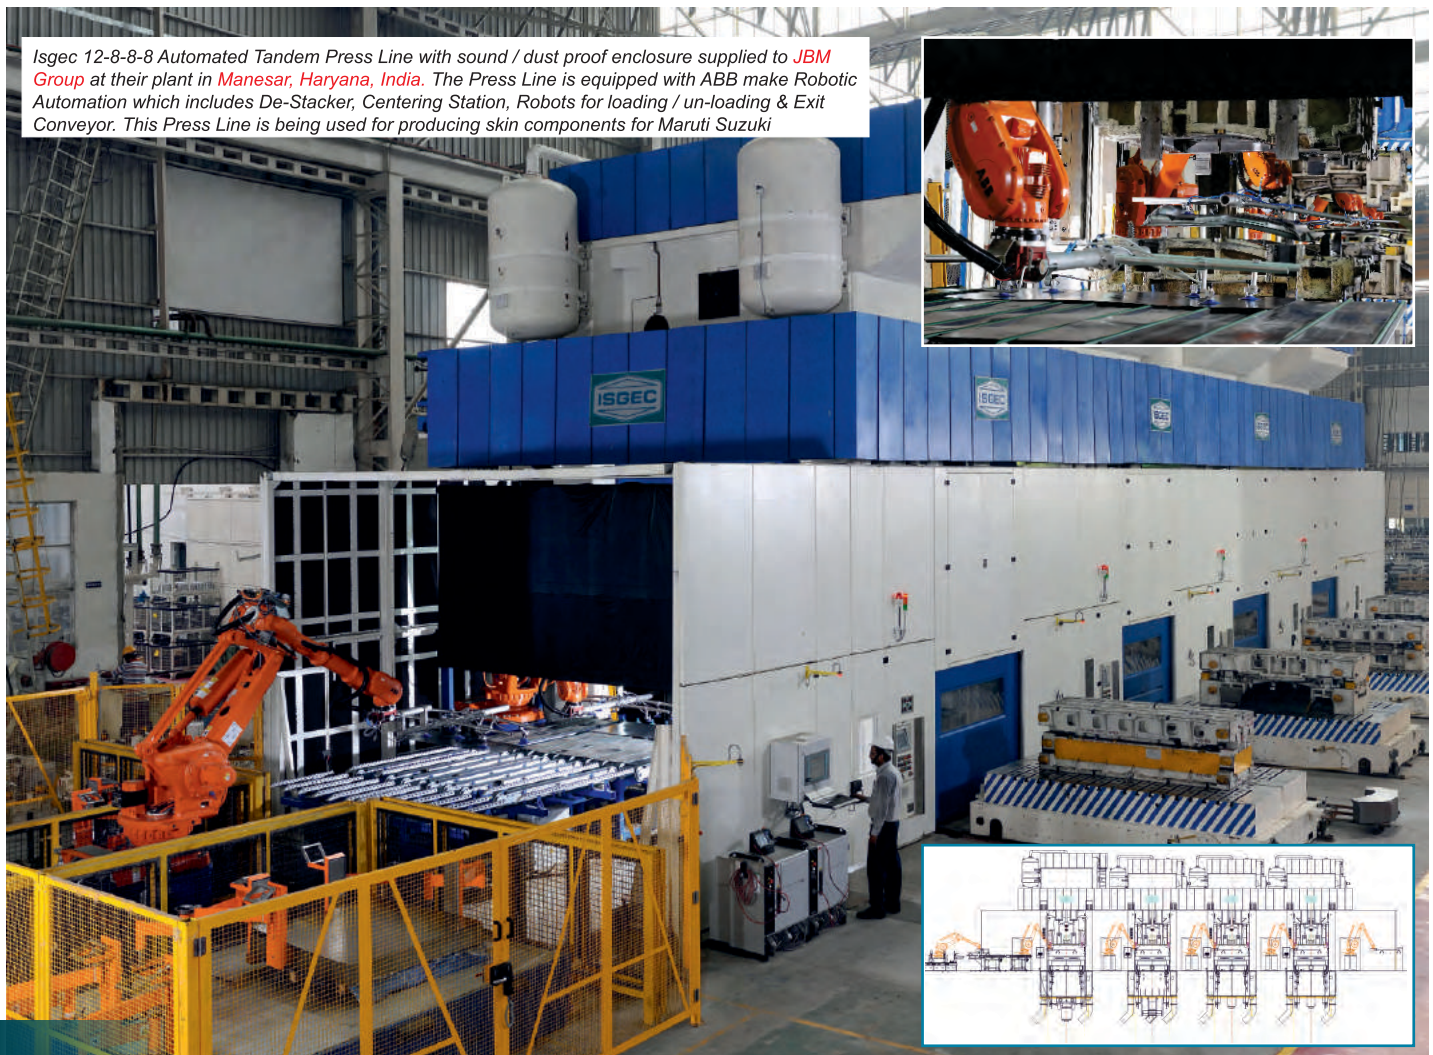 Isgec 12-8-8-8 Automated Tandem Press Line with sound / dust proof enclosure supplied to JBM
Group at their plant in Manesar, Haryana, India. The Press Line is equipped with ABB make Robotic
Automation which includes De-Stacker, Centering Station, Robots for loading / un-loading & Exit
Conveyor. This Press Line is being used for producing skin components for Maruti Suzuki
ABB
ISGEC
ISGEC
ISGEC
ISGEC